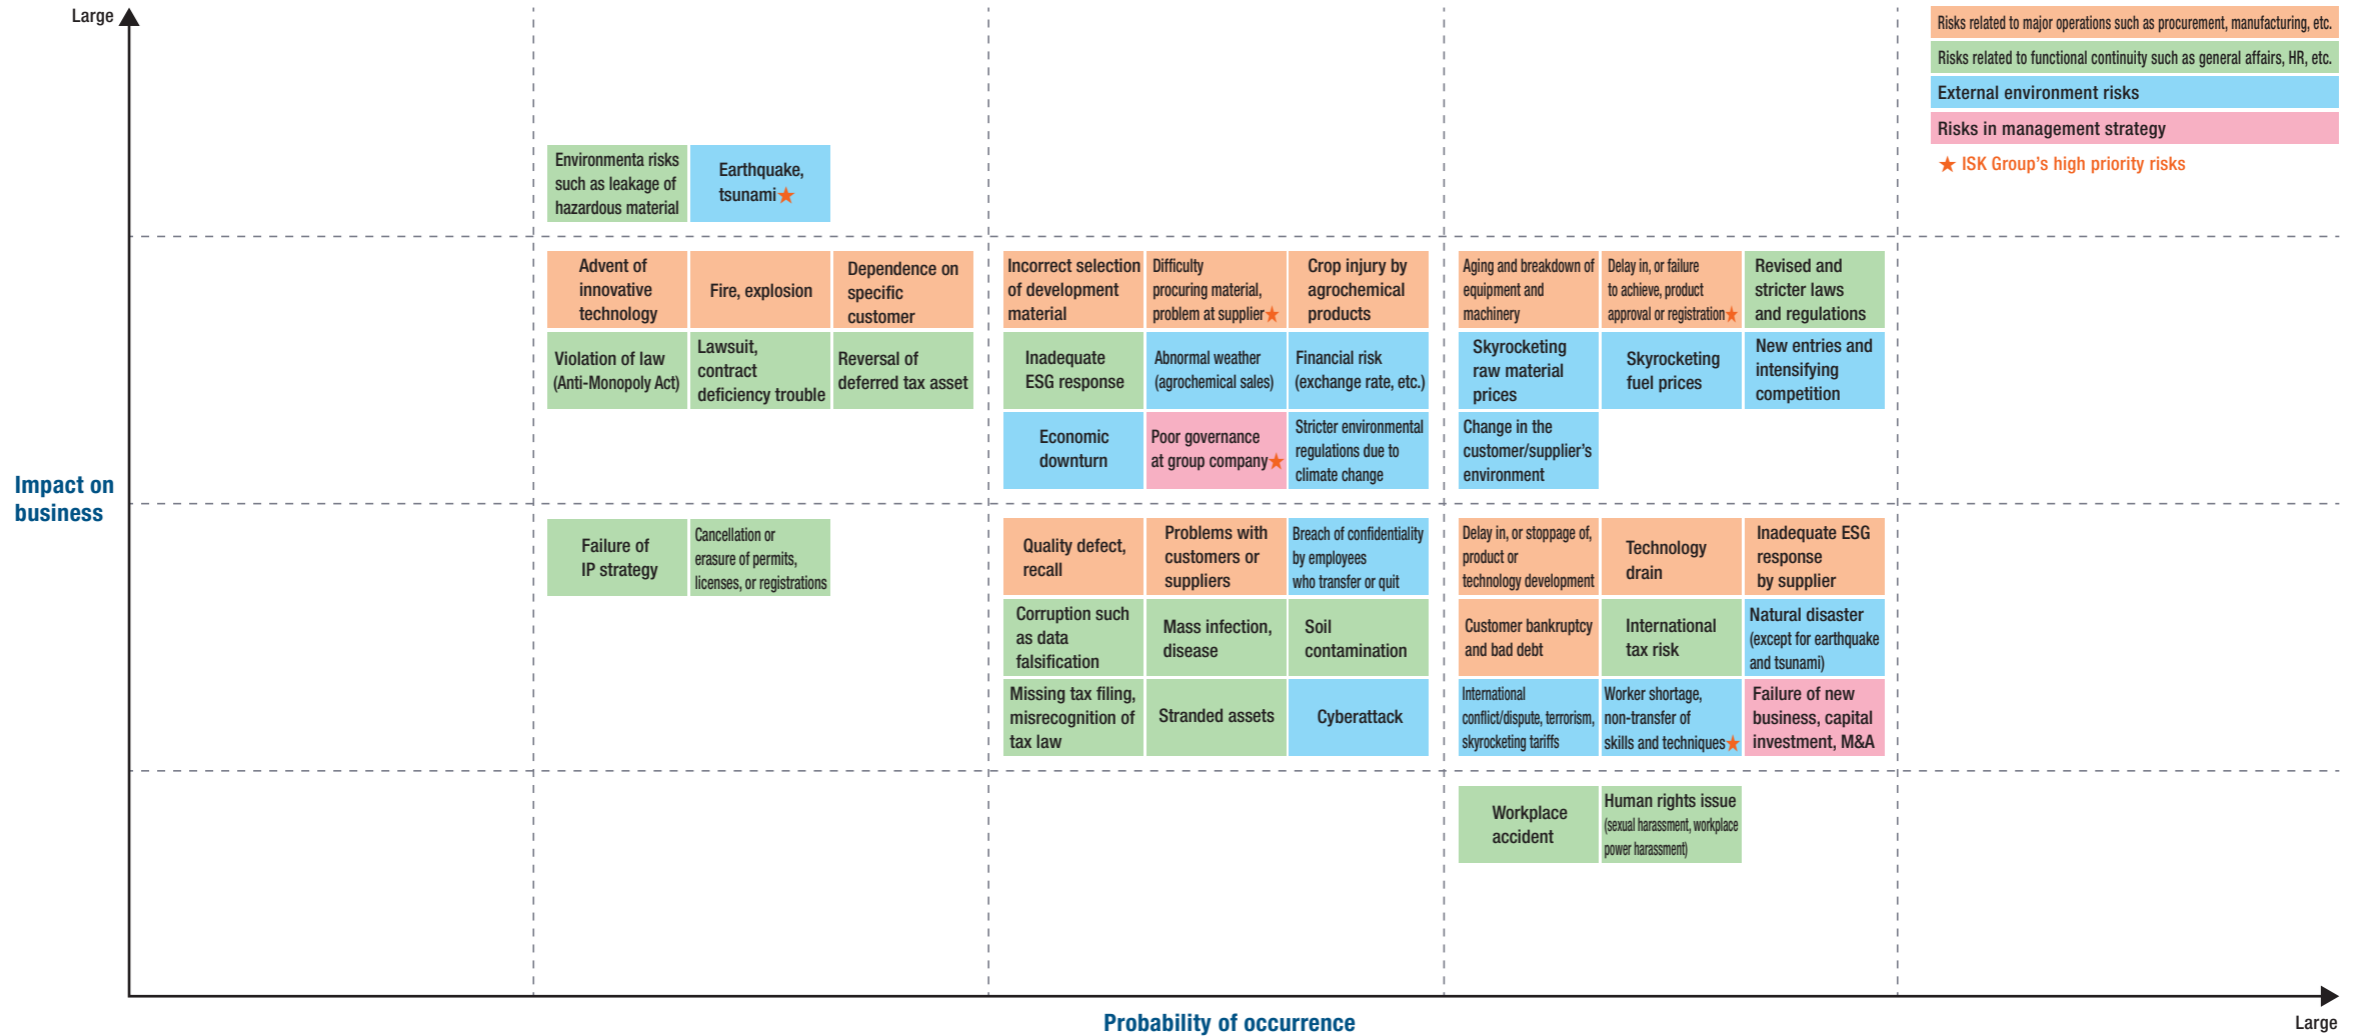 Large
Risks related to major operations such as procurement, manufacturing, etc.
Risks related to functional continuity such as general affairs, HR, etc.
External environment risks
Risks in management strategy
★ ISK Group's high priority risks
Environmenta risks
such as leakage of
hazardous material
Earthquake,
tsunami★
Advent of
innovative
technology
Fire, explosion
Dependence on
specific
customer
Incorrect selection
of development
material
Difficulty
procuring material,
problem at supplier★
Crop injury by
agrochemical
products
Aging and breakdown of
equipment and
machinery
Delay in, or failure
to achieve, product
approval or registration★
Revised and
stricter laws
and regulations
Violation of law
(Anti-Monopoly Act)
Lawsuit,
contract
deficiency trouble
Reversal of
deferred tax asset
Inadequate
ESG response
Abnormal weather
(agrochemical sales)
Financial risk
(exchange rate, etc.)
Skyrocketing
raw material
prices
Skyrocketing
fuel prices
New entries and
intensifying
competition
Economic
downturn
Poor governance
at group company★
Stricter environmental
regulations due to
climate change
Change in the
customer/supplier's
environment
Impact on
business
Failure of
IP strategy
Cancellation or
erasure of permits,
licenses, or registrations
Quality defect,
recall
Problems with
customers or
suppliers
Breach of confidentiality
by employees
who transfer or quit
Delay in, or stoppage of,
product or
technology development
Technology
drain
Inadequate ESG
response
by supplier
Corruption such
as data
falsification
Mass infection,
disease
Soil
contamination
Customer bankruptcy
and bad debt
International
tax risk
Natural disaster
(except for earthquake
and tsunami)
Missing tax filing,
misrecognition of
tax law
Stranded assets
Cyberattack
International
conflict/dispute, terrorism,
skyrocketing tariffs
Worker shortage,
non-transfer of
skills and techniques★
Failure of new
business, capital
investment, M&A
Workplace
accident
Human rights issue
(sexual harassment, workplace
power harassment)
Probability of occurrence
Large